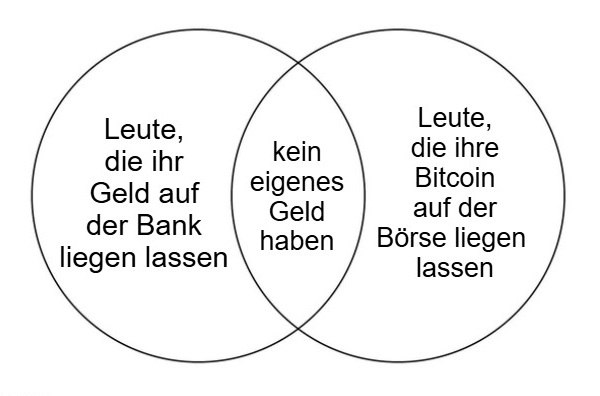 Leute,
die ihr
Geld auf
der Bank
liegen lassen
kein
eigenes
Geld
haben
Leute,
die ihre
Bitcoin
auf der
Börse liegen
lassen